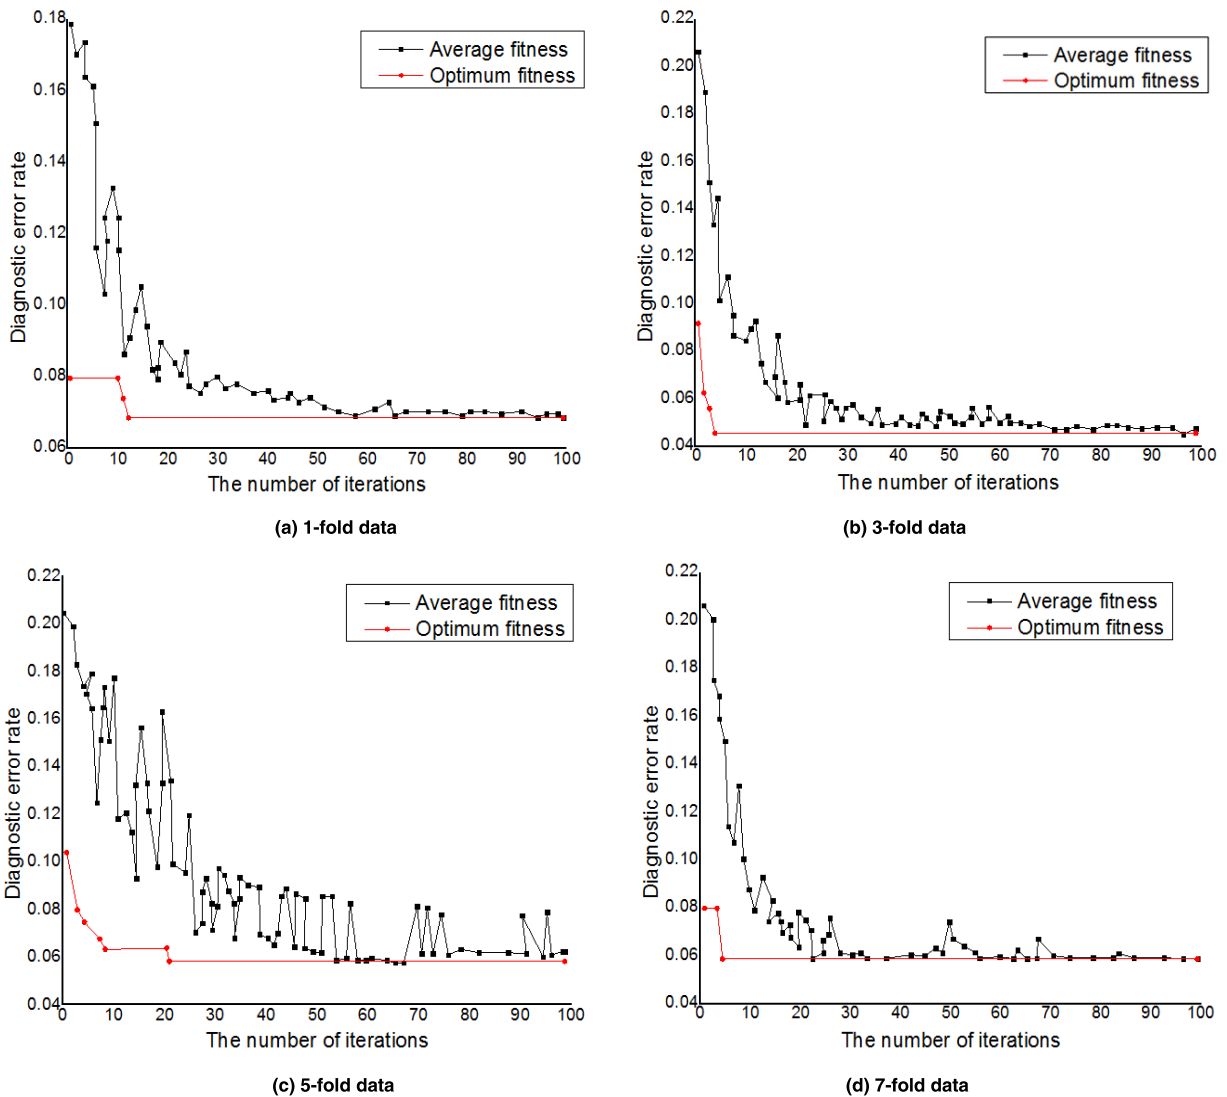 0.18
0.16
0.14
0.12
0.10
0.08
0.06
Diagnostic error rate
Average fitness
Optimum fitness
0 10 20 30 40 50 60 70 80 90 100
The number of iterations
(a) 1-fold data
0.22
0.20
0.18
0.16
0.14
0.12
0.10
0.08
0.06
0.04
Diagnostic error rate
Average fitness
Optimum fitness
0 10 20 30 40 50 60 70 80 90 100
The number of iterations
(b) 3-fold data
0.22
0.20
0.18
0.16
0.14
0.12
0.10
0.08
0.06
0.04
Diagnostic error rate
Average fitness
Optimum fitness
0 10 20 30 40 50 60 70 80 90 100
The number of iterations
(c) 5-fold data
0.22
0.20
0.18
0.16
0.14
0.12
0.10
0.08
0.06
0.04
Diagnostic error rate
Average fitness
Optimum fitness
0 10 20 30 40 50 60 70 80 90 100
The number of iterations
(d) 7-fold data